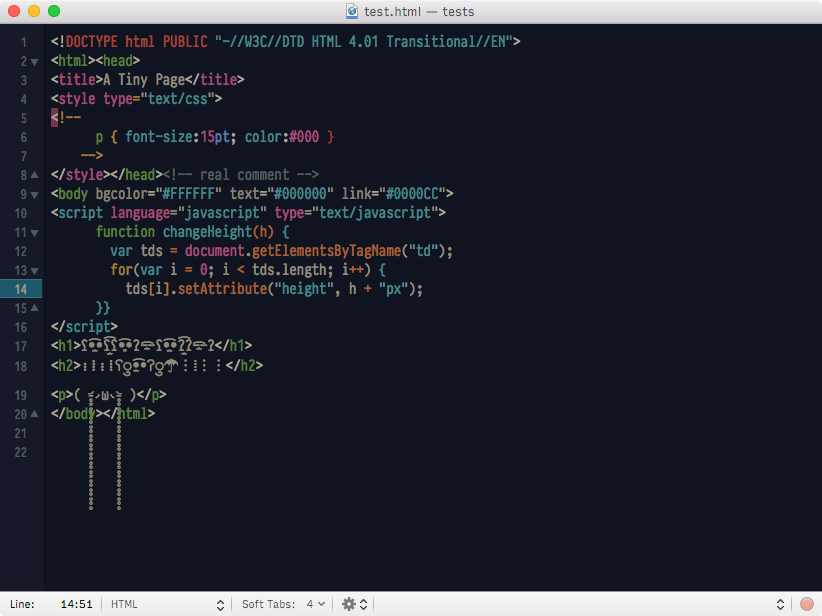 test.html — tests
1 <!DOCTYPE html PUBLIC "-//W3C//DTD HTML 4.01 Transitional//EN">
2 <html><head>
3 <title>A Tiny Page</title>
4 <style type="text/css">
5 <!--
6 p { font-size:15pt; color:#000 }
7 -->
8 </style></head><!-- real comment -->
9 <body bgcolor="#FFFFFF" text="#000000" link="#0000CC">
10 <script language="javascript" type="text/javascript">
11 function changeHeight(h) {
12 var tds = document.getElementsByTagName("td");
13 for(var i = 0; i < tds.length; i++) {
14 tds[i].setAttribute("height", h + "px");
15 }}
16 </script>
17 <h1></h1>
18 <h2></h2>
19 <p>( ω )</p>
20 </body></html>
21
22
Line: 14:51 HTML Soft Tabs: 4